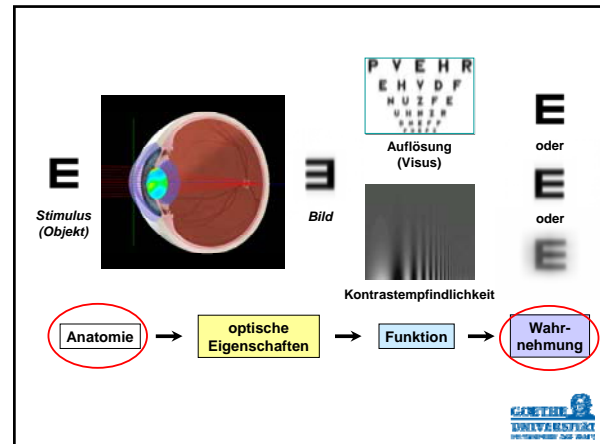 P V E H R
E H V D F
N U Z F E
E
Stimulus
(Objekt)
E
Bild
Auflösung
(Visus)
Kontrastempfindlichkeit
E
oder
E
oder
E
Anatomie
optische
Eigenschaften
Funktion
Wahr-
nehmung
GOETHE
UNIVERSITÄT